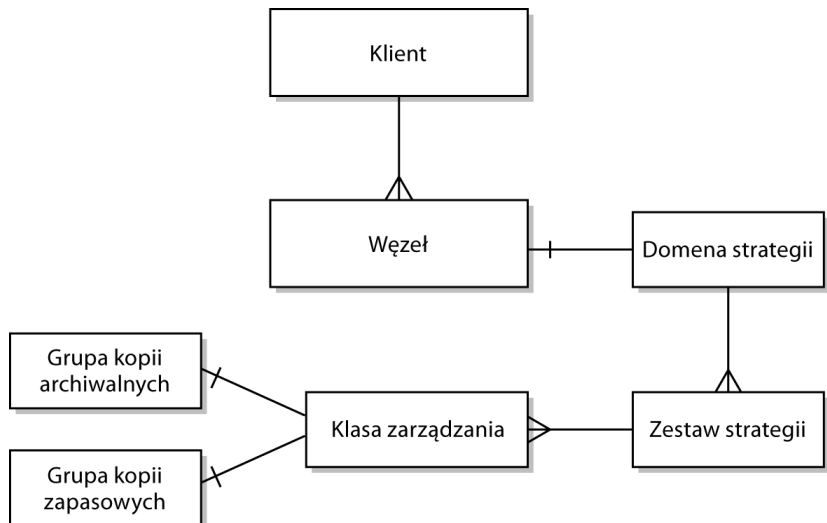 Klient
Węzeł
Domena strategii
Grupa kopii
archiwalnych
Klasa zarządzania
Zestaw strategii
Grupa kopii
zapasowych